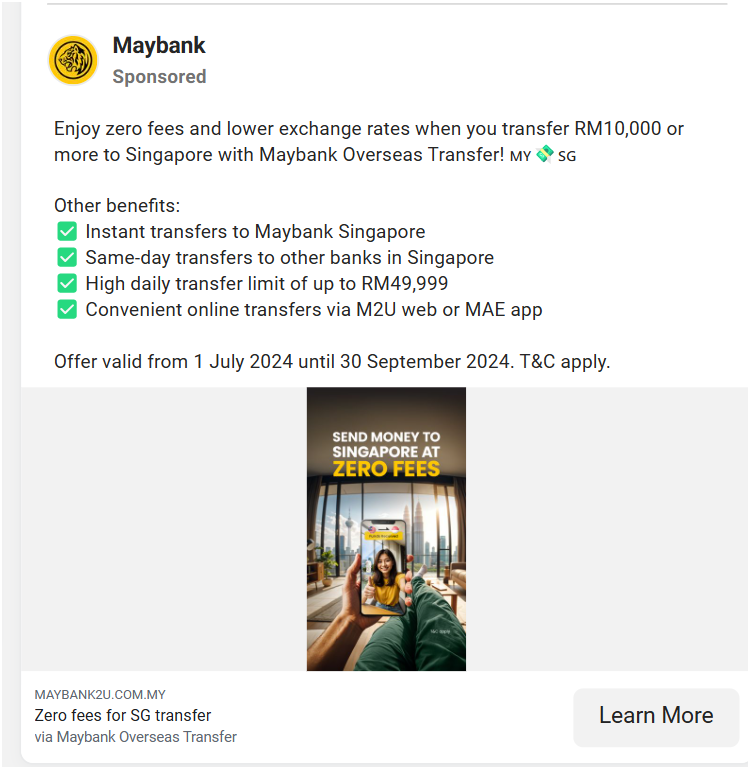 Maybank
Sponsored
Enjoy zero fees and lower exchange rates when you transfer RM10,000 or
more to Singapore with Maybank Overseas Transfer! MY 💸 SG
Other benefits:
✅ Instant transfers to Maybank Singapore
✅ Same-day transfers to other banks in Singapore
✅ High daily transfer limit of up to RM49,999
✅ Convenient online transfers via M2U web or MAE app
Offer valid from 1 July 2024 until 30 September 2024. T&C apply.
SEND MONEY TO
SINGAPORE AT
ZERO FEES
T&C apply
MAYBANK2U.COM.MY
Zero fees for SG transfer
via Maybank Overseas Transfer
Learn More